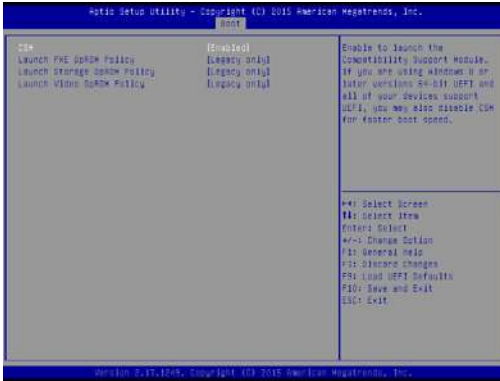 Aptio Setup Utility - Copyright (C) 2015 American Megatrends, Inc.
Boot
CSM [Enabled]
Launch PXE OpROM Policy [Legacy only]
Launch Storage OpROM Policy [Legacy only]
Launch Video OpROM Policy [Legacy only]
Enable to launch the
Compatibility Support Module.
If you are using Windows 8 or
later versions 64-bit UEFI and
all of your devices support
UEFI, you may also disable CSM
for faster boot speed.
→←: Select Screen
↑↓: Select Item
Enter: Select
+/-: Change Option
F1: General Help
F7: Discard Changes
F9: Load UEFI Defaults
F10: Save and Exit
ESC: Exit
Version 2.17.1249. Copyright (C) 2015 American Megatrends, Inc.